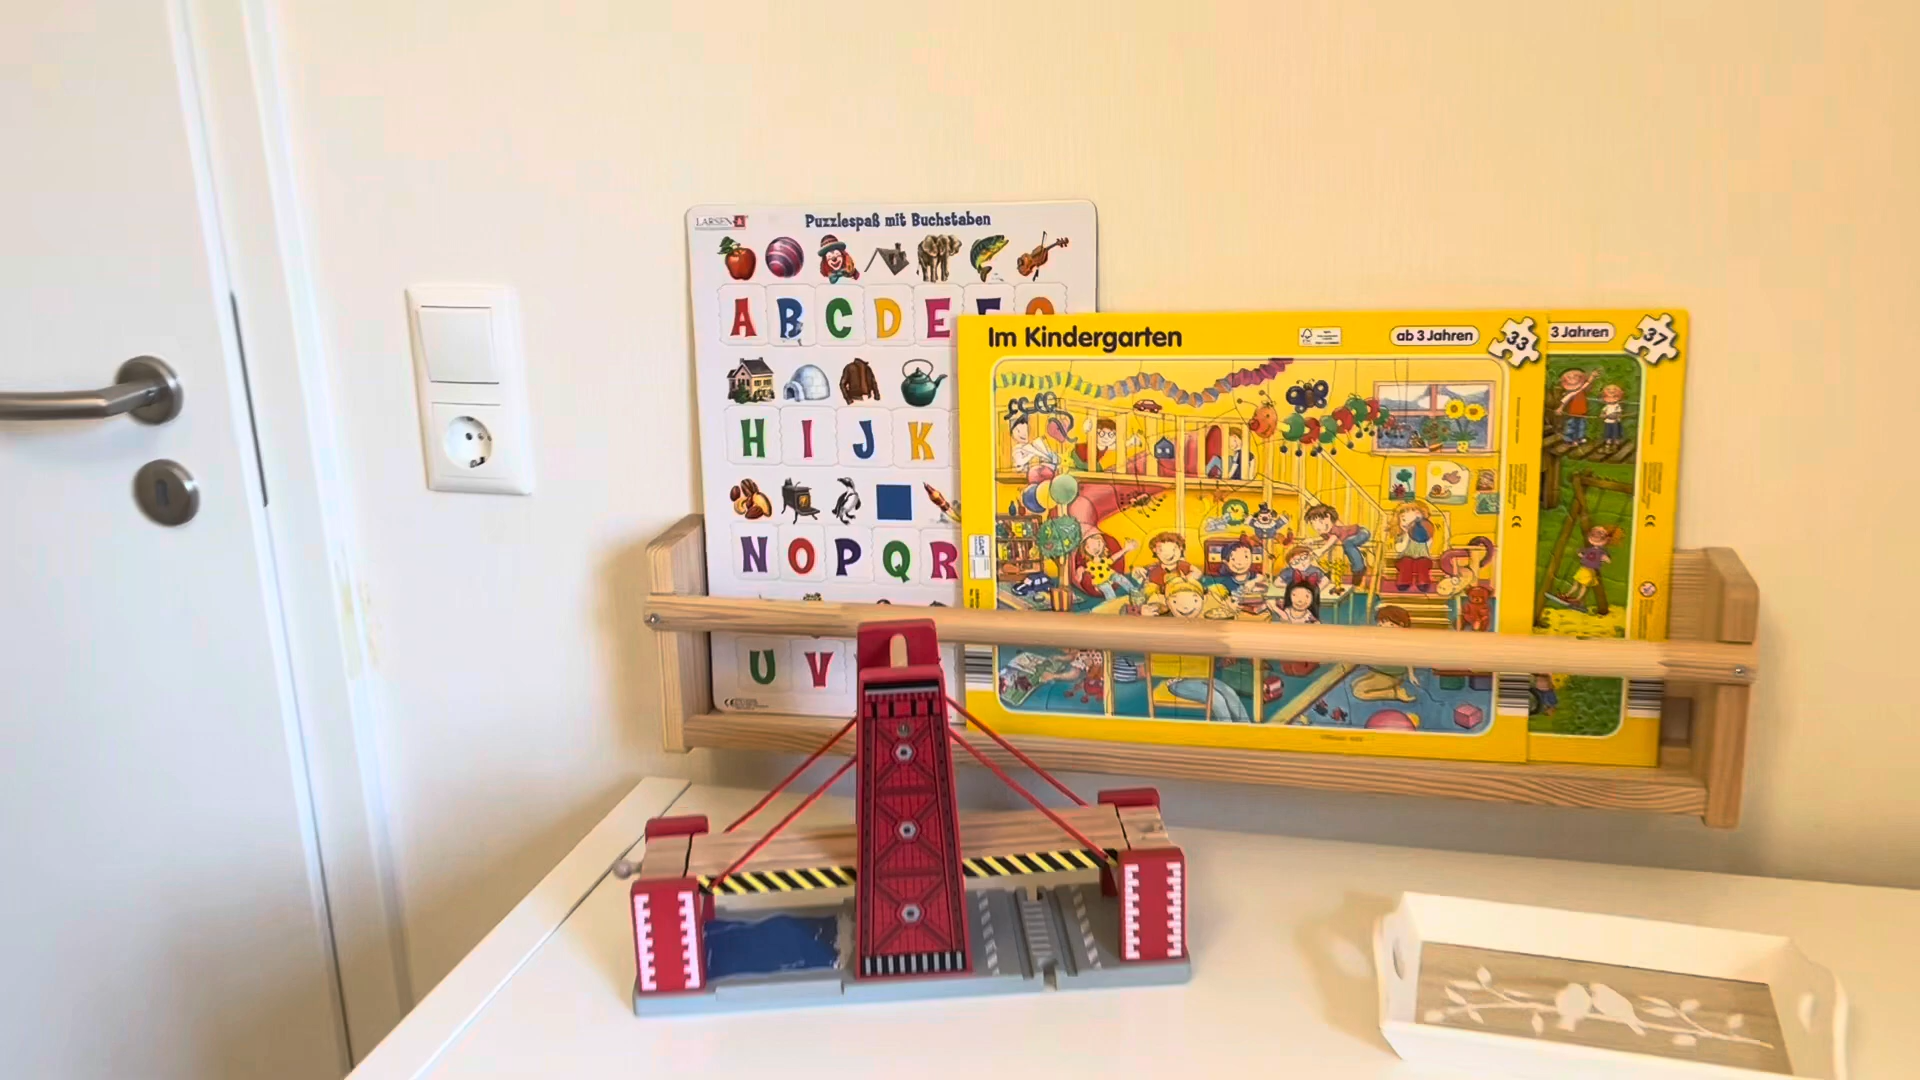 LARSEN
Puzzlespaß mit Buchstaben
A B C D E F
H I J K
N O P Q R
U V
Im Kindergarten
ab 3 Jahren
33
3 Jahren
37